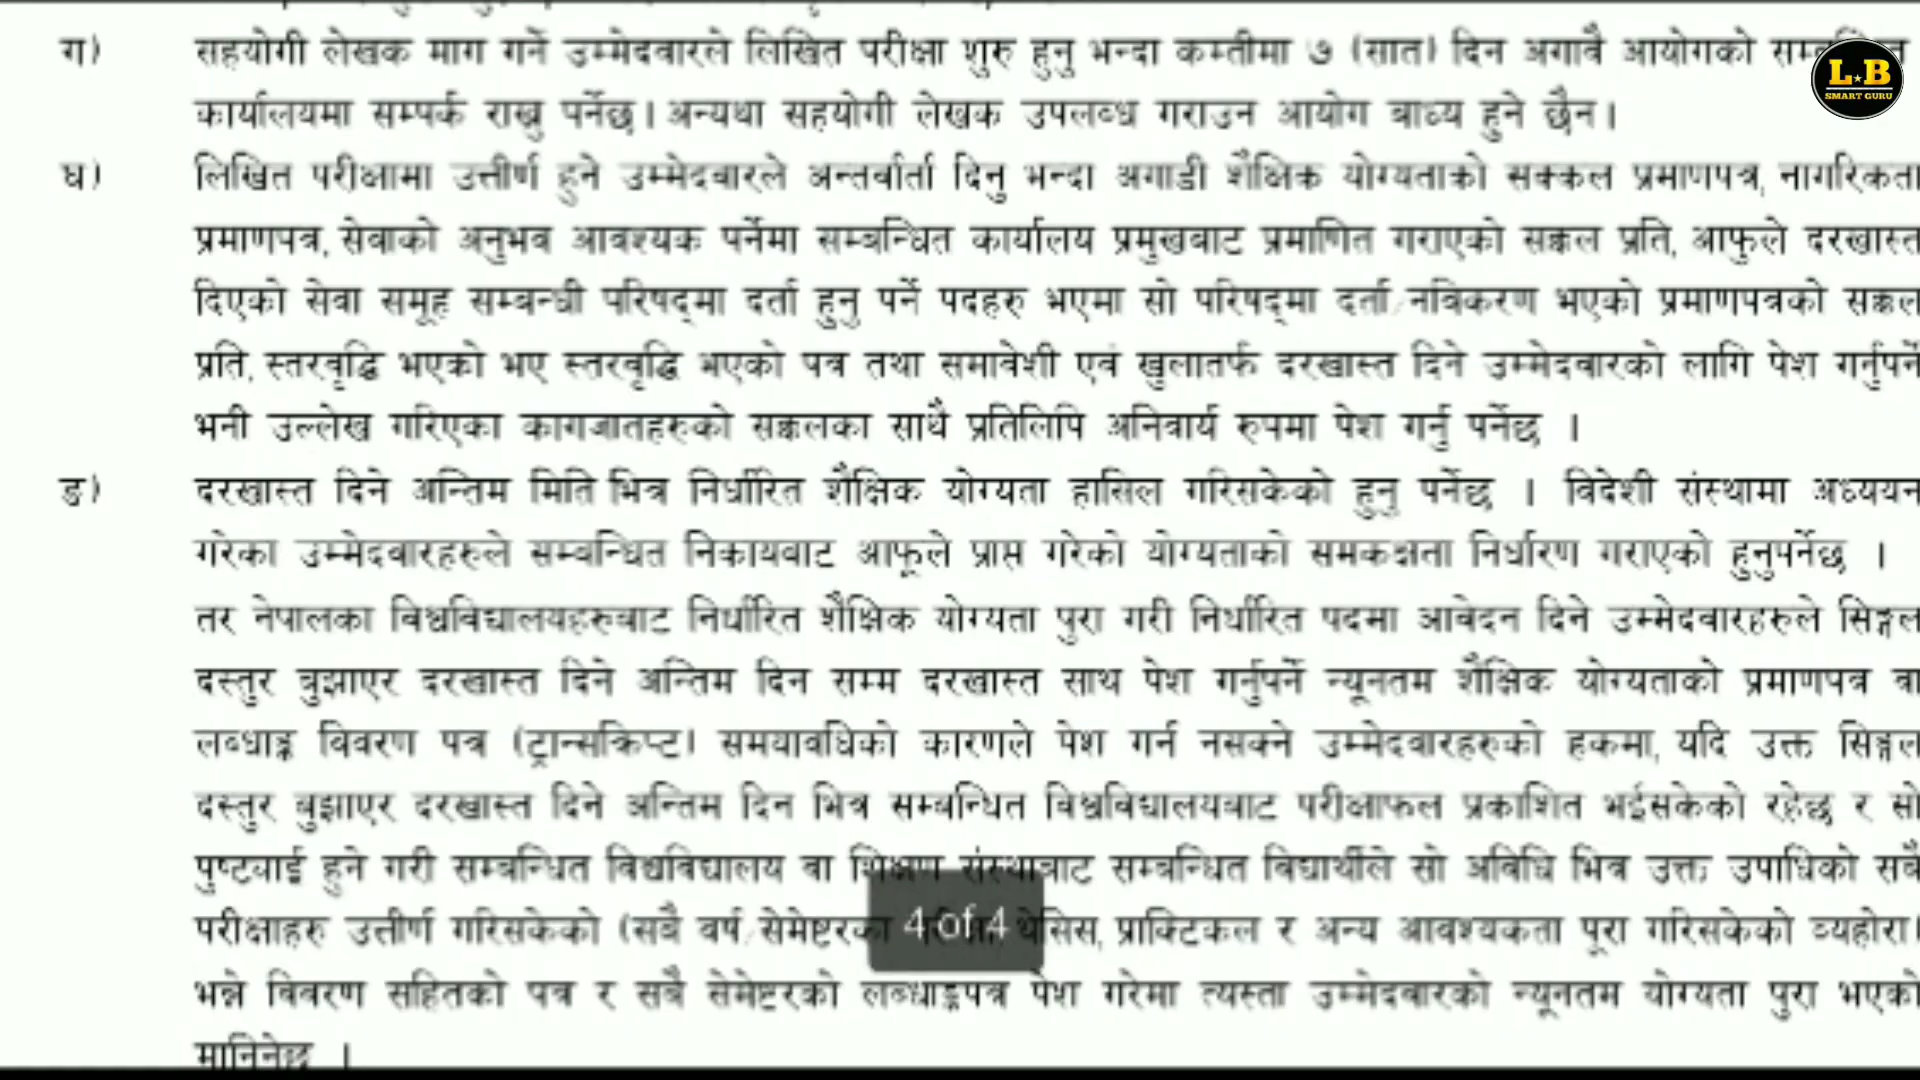 ग) सहयोगी लेखक माग गर्ने उम्मेदवारले लिखित परीक्षा शुरु हुनु भन्दा कम्तीमा ७ (सात) दिन अगावै आयोगको
कार्यालयमा सम्पर्क राख्नु पर्नेछ। अन्यथा सहयोगी लेखक उपलब्ध गराउन आयोग बाध्य हुने छैन।
घ) लिखित परीक्षामा उत्तीर्ण हुने उम्मेदवारले अन्तर्वार्ता दिनु भन्दा अगाडी शैक्षिक योग्यताको सक्कल प्रमाणपत्र, नागरिकता
प्रमाणपत्र, सेवाको अनुभव आवश्यक पर्नेमा सम्बन्धित कार्यालय प्रमुखबाट प्रमाणित गराएको सक्कल प्रति, आफुले दरखास्त
दिएको सेवा समूह सम्बन्धी परिषद्मा दर्ता हुनु पर्ने पदहरु भएमा सो परिषद्मा दर्ता/नविकरण भएको प्रमाणपत्रको सक्कल
प्रति, स्तरवृद्धि भएको भए स्तरवृद्धि भएको पत्र तथा समावेशी एवं खुलातर्फ दरखास्त दिने उम्मेदवारको लागि पेश गर्नुपर्ने
भनी उल्लेख गरिएका कागजातहरुको सक्कलका साथै प्रतिलिपि अनिवार्य रुपमा पेश गर्नु पर्नेछ ।
ङ) दरखास्त दिने अन्तिम मिति भित्र निर्धारित शैक्षिक योग्यता हासिल गरिसकेको हुनु पर्नेछ । विदेशी संस्थामा अध्ययन
गरेका उम्मेदवारहरुले सम्बन्धित निकायबाट आफूले प्राप्त गरेको योग्यताको समकक्षता निर्धारण गराएको हुनुपर्नेछ ।
तर नेपालका विश्वविद्यालयहरुबाट निर्धारित शैक्षिक योग्यता पुरा गरी निर्धारित पदमा आवेदन दिने उम्मेदवारहरुले सिङ्गल
दस्तुर बुझाएर दरखास्त दिने अन्तिम दिन सम्म दरखास्त साथ पेश गर्नुपर्ने न्यूनतम शैक्षिक योग्यताको प्रमाणपत्र वा
लब्धाङ्क विवरण पत्र (ट्रान्सक्रिप्ट) समयावधिको कारणले पेश गर्न नसक्ने उम्मेदवारहरुको हकमा, यदि उक्त सिङ्गल
दस्तुर बुझाएर दरखास्त दिने अन्तिम दिन भित्र सम्बन्धित विश्वविद्यालयबाट परीक्षाफल प्रकाशित भईसकेको रहेछ र सो
पुष्ट्याई हुने गरी सम्बन्धित विश्वविद्यालय वा शिक्षण संस्थाबाट सम्बन्धित विद्यार्थीले सो अवधि भित्र उक्त उपाधिको सबै
परीक्षाहरु उत्तीर्ण गरिसकेको (सबै वर्ष/सेमेष्टरका थेसिस, प्राक्टिकल र अन्य आवश्यकता पूरा गरिसकेको व्यहोरा)
भन्ने विवरण सहितको पत्र र सबै सेमेष्टरको लब्धाङ्कपत्र पेश गरेमा त्यस्ता उम्मेदवारको न्यूनतम योग्यता पुरा भएको
मानिनेछ ।
4 of 4
L★B
SMART GURU